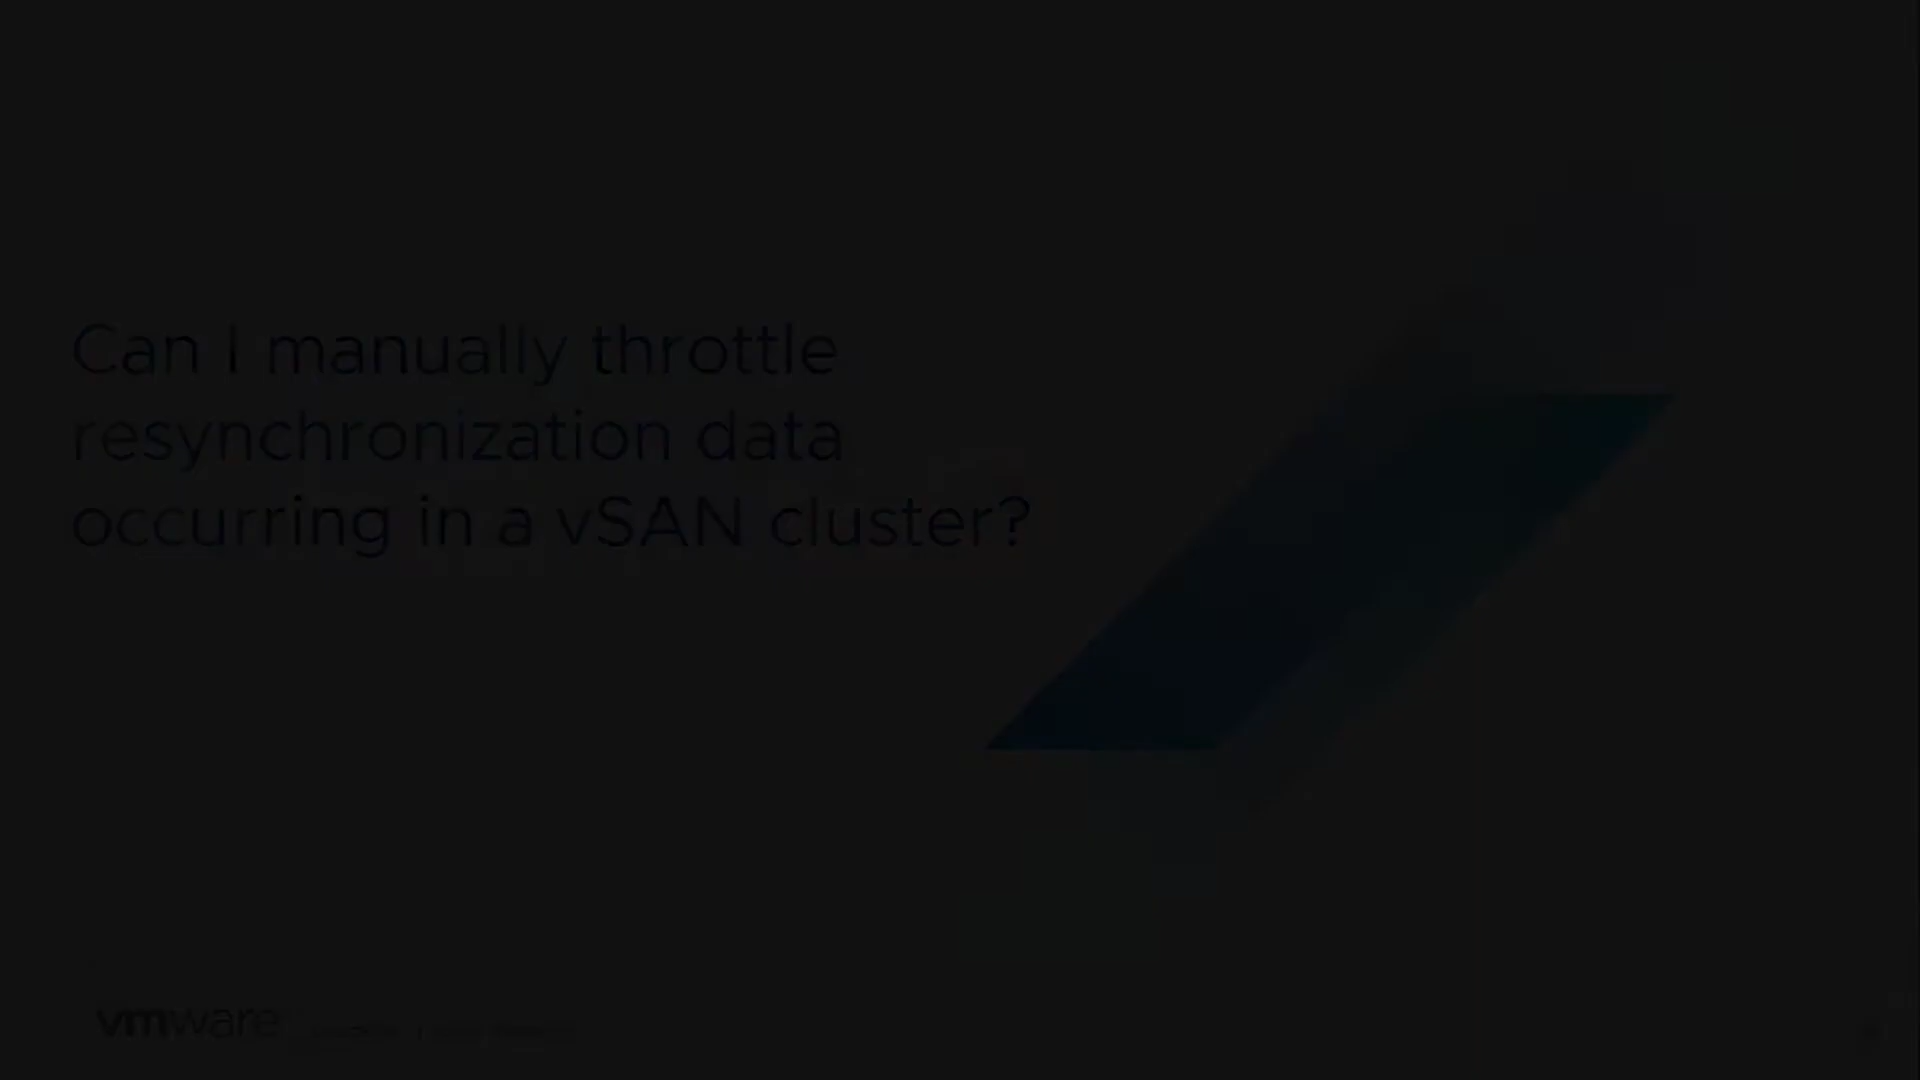 Can I manually throttle
resynchronization data
occurring in a vSAN cluster?
vmware